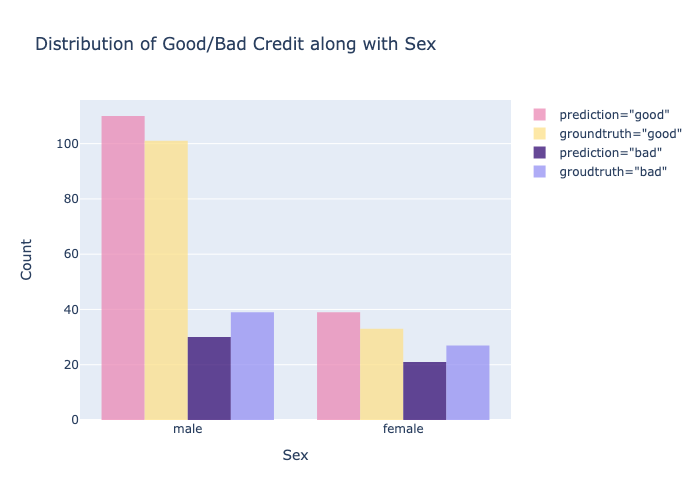 Distribution of Good/Bad Credit along with Sex
prediction="good"
groundtruth="good"
prediction="bad"
groudtruth="bad"
100
80
60
40
20
0
Count
male
female
Sex